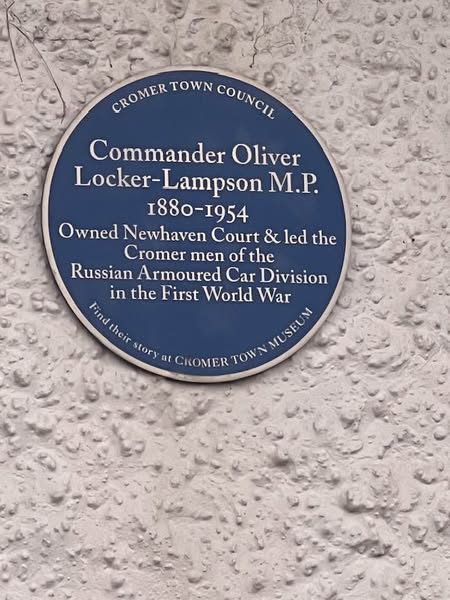 CROMER TOWN COUNCIL
Commander Oliver
Locker-Lampson M.P.
1880-1954
Owned Newhaven Court & led the
Cromer men of the
Russian Armoured Car Division
in the First World War
Find their story at CROMER TOWN MUSEUM